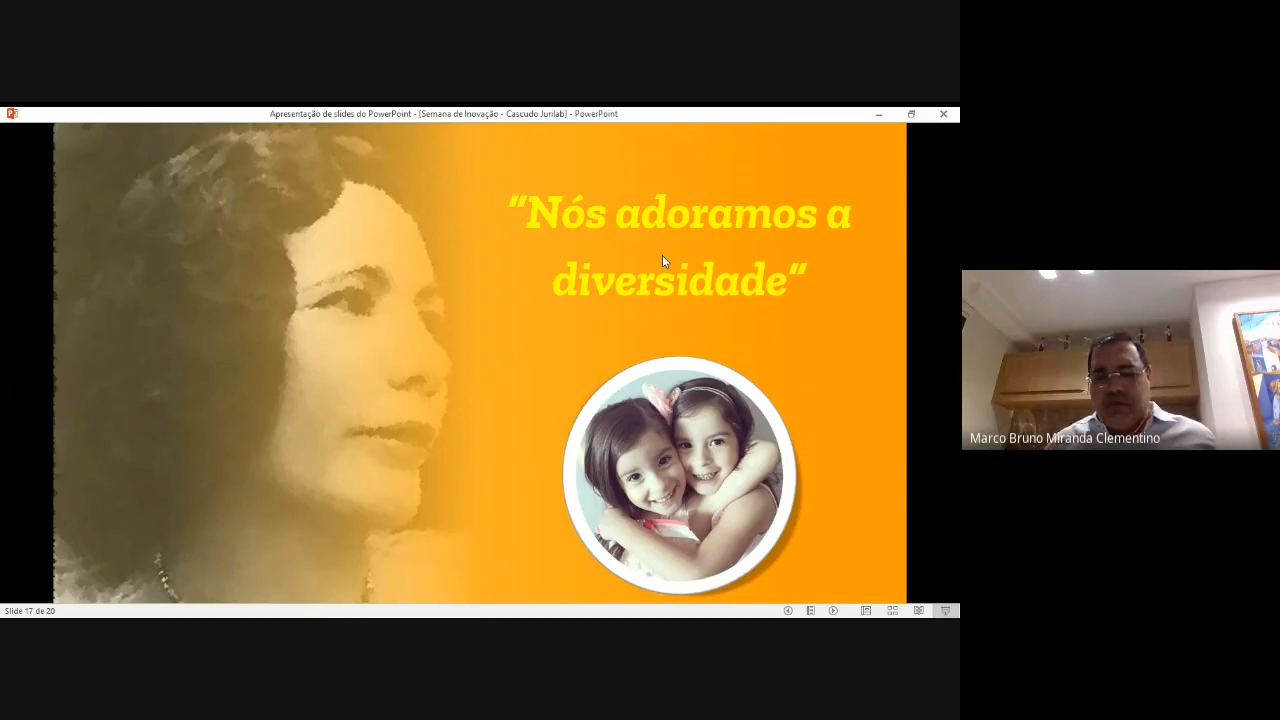 Apresentação de slides do PowerPoint - [Semana de Inovação - Cascudo Jurilab] - PowerPoint
"Nós adoramos a
diversidade"
Marco Bruno Miranda Clementino
Slide 17 de 20